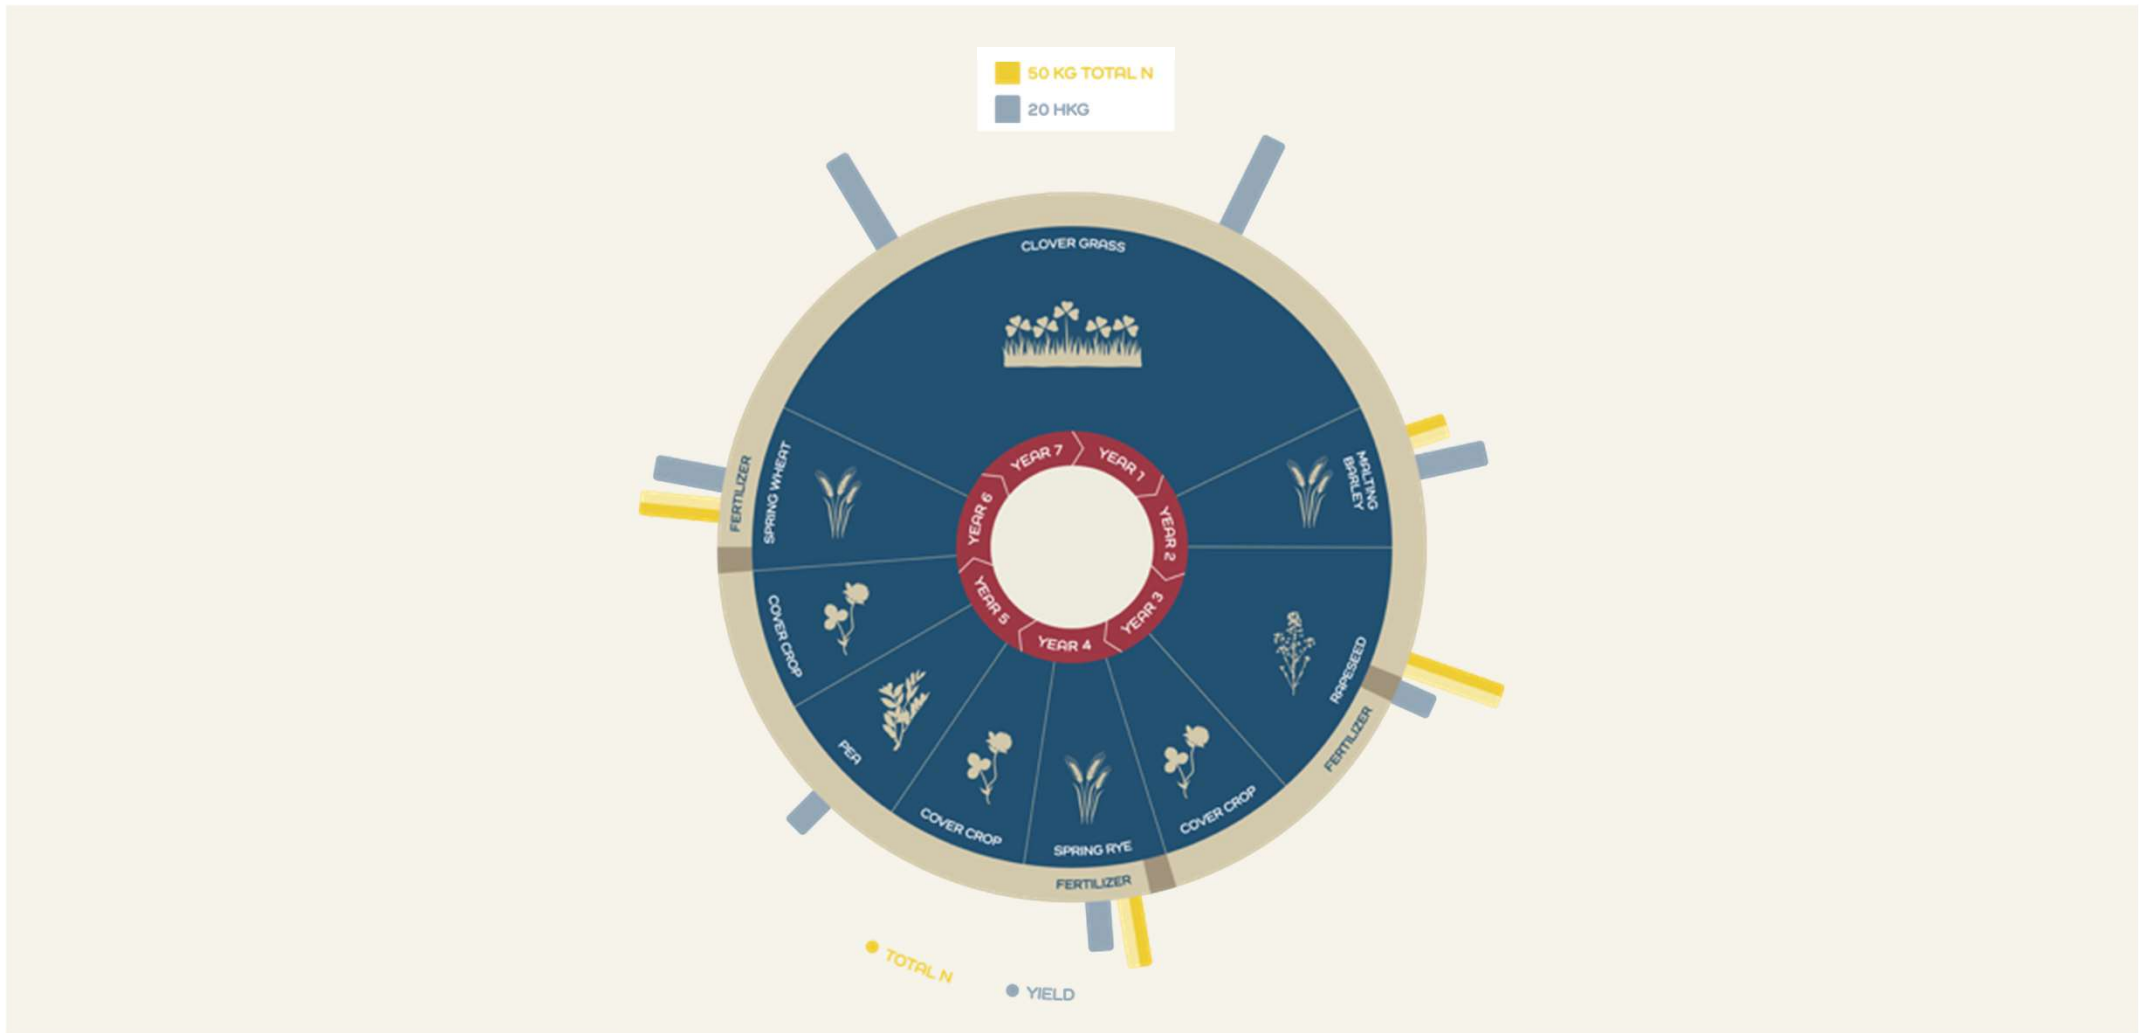 50 KG TOTAL N
20 HKG
CLOVER GRASS
MALTING
BARLEY
RAPESEED
FERTILIZER
COVER CROP
SPRING RYE
FERTILIZER
COVER CROP
PEA
COVER CROP
SPRING WHEAT
FERTILIZER
YEAR 1
YEAR 2
YEAR 3
YEAR 4
YEAR 5
YEAR 6
YEAR 7
TOTAL N
YIELD